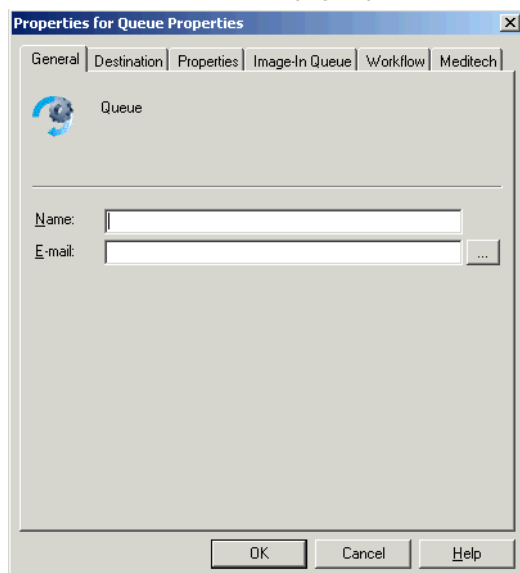 Properties for Queue Properties
General Destination Properties Image-In Queue Workflow Meditech
Queue
Name:
E-mail:
...
OK Cancel Help